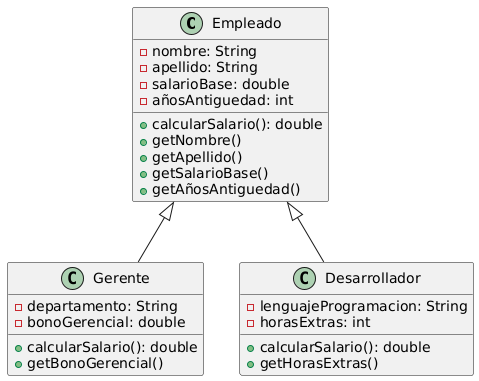 C Empleado
nombre: String
apellido: String
salarioBase: double
añosAntiguedad: int
calcularSalario(): double
getNombre()
getApellido()
getSalarioBase()
getAñosAntiguedad()
C Gerente
departamento: String
bonoGerencial: double
calcularSalario(): double
getBonoGerencial()
C Desarrollador
lenguajeProgramacion: String
horasExtras: int
calcularSalario(): double
getHorasExtras()